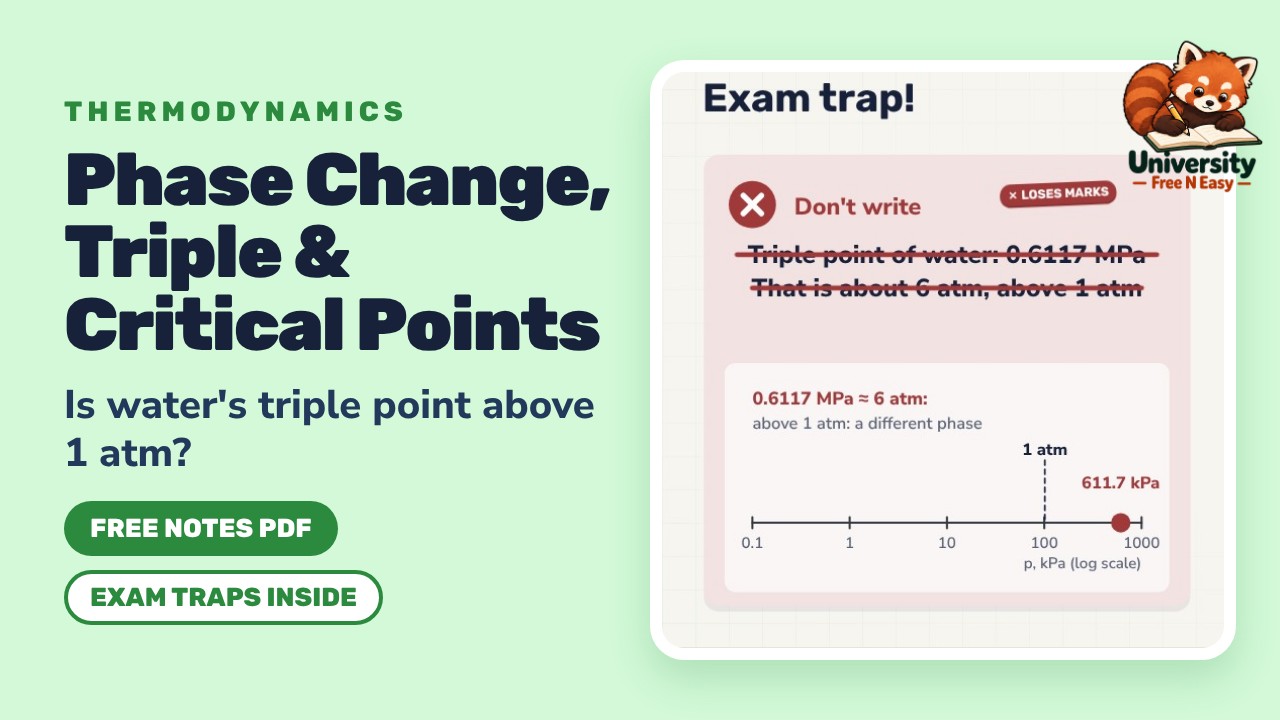 THERMODYNAMICS
Phase Change,
Triple &
Critical Points
Is water's triple point above
1 atm?
FREE NOTES PDF
EXAM TRAPS INSIDE
Exam trap!
University
Free N Easy
Don't write
× LOSES MARKS
Triple point of water: 0.6117 MPa
That is about 6 atm, above 1 atm
0.6117 MPa ≈ 6 atm:
above 1 atm: a different phase
1 atm
611.7 kPa
0.1 1 10 100 1000
p, kPa (log scale)